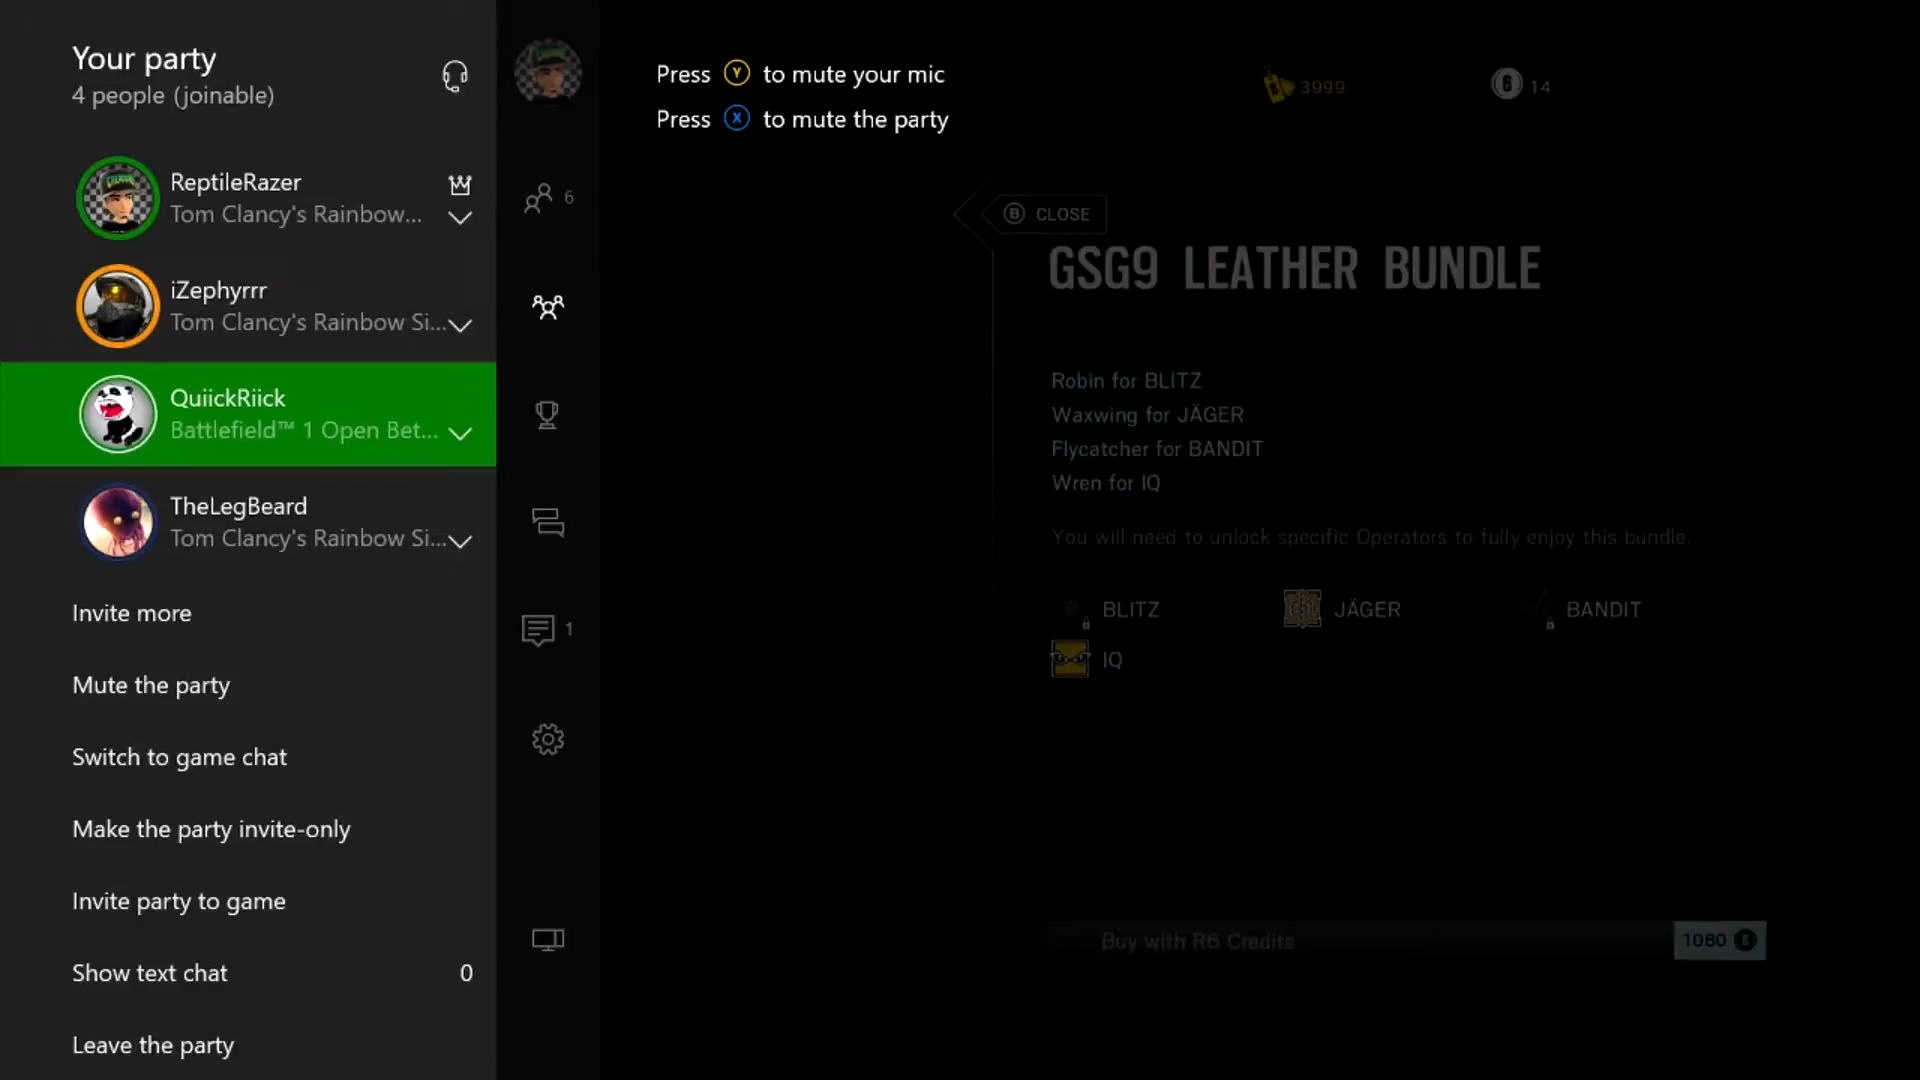 Your party
4 people (joinable)
ReptileRazer
Tom Clancy's Rainbow...
iZephyrrr
Tom Clancy's Rainbow Si...
QuiickRiick
Battlefield™ 1 Open Bet...
TheLegBeard
Tom Clancy's Rainbow Si...
Invite more
Mute the party
Switch to game chat
Make the party invite-only
Invite party to game
Show text chat 0
Leave the party
6
1
Press Y to mute your mic
Press X to mute the party
3999
14
B CLOSE
GSG9 LEATHER BUNDLE
Robin for BLITZ
Waxwing for JÄGER
Flycatcher for BANDIT
Wren for IQ
You will need to unlock specific Operators to fully enjoy this bundle.
BLITZ JÄGER BANDIT
IQ
Buy with R6 Credits 1080